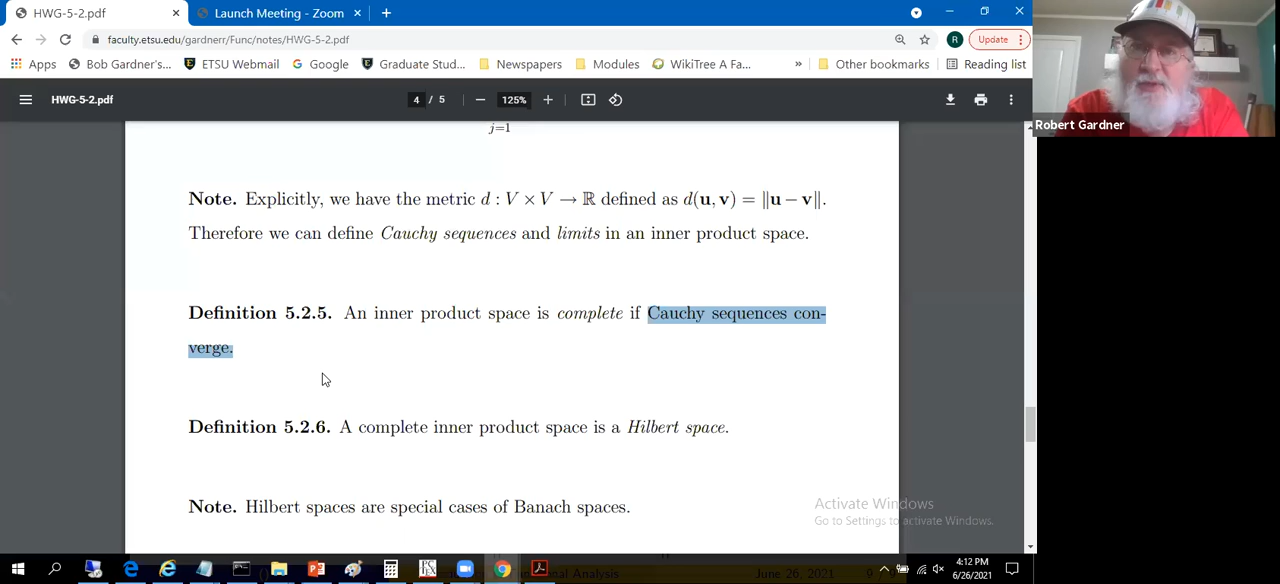 HWG-5-2.pdf
Launch Meeting - Zoom
faculty.etsu.edu/gardnerr/Func/notes/HWG-5-2.pdf
R
Update
Apps
Bob Gardner's...
ETSU Webmail
Google
Graduate Stud...
Newspapers
Modules
WikiTree A Fa...
»
Other bookmarks
Reading list
HWG-5-2.pdf
4 / 5
125%
Robert Gardner
j=1
Note. Explicitly, we have the metric d : V × V → ℝ defined as d(u, v) = ‖u − v‖.
Therefore we can define Cauchy sequences and limits in an inner product space.
Definition 5.2.5. An inner product space is complete if Cauchy sequences con-
verge.
Definition 5.2.6. A complete inner product space is a Hilbert space.
Note. Hilbert spaces are special cases of Banach spaces.
Activate Windows
Go to Settings to activate Windows.
June 26, 2021
4:12 PM
6/26/2021